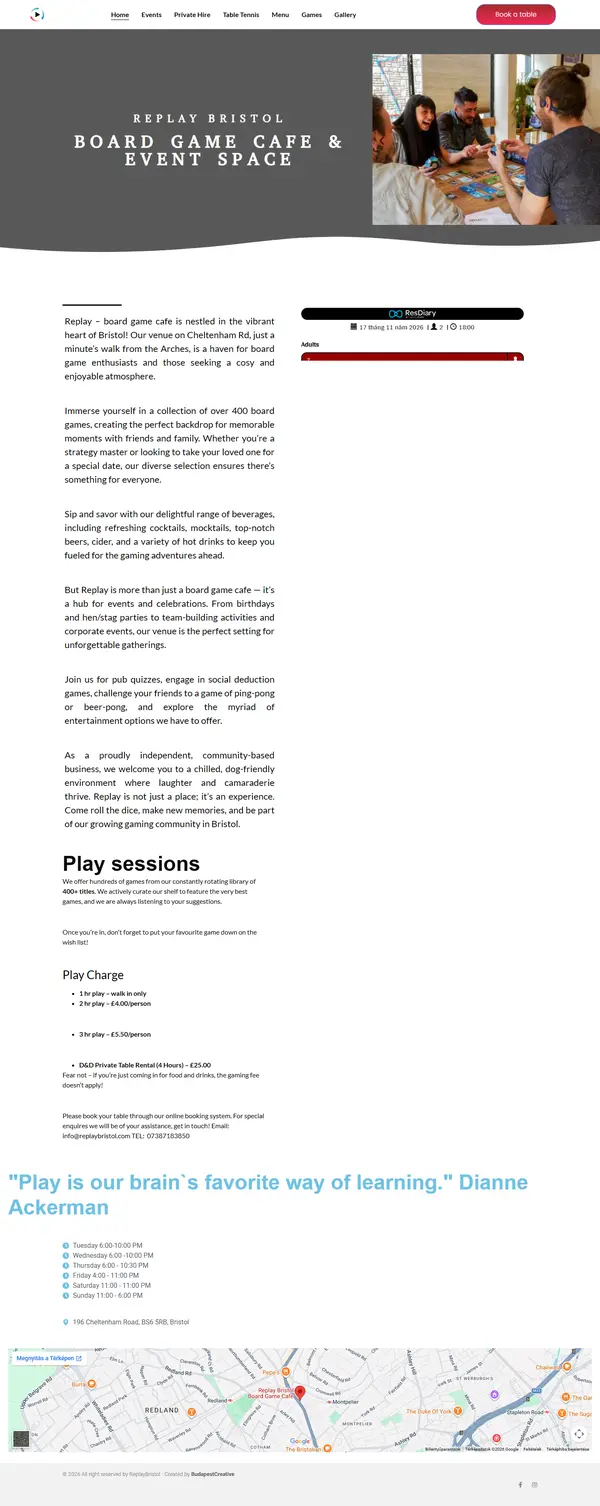 Home Events Private Hire Table Tennis Menu Games Gallery
Book a table
REPLAY BRISTOL
BOARD GAME CAFE &
EVENT SPACE
Replay – board game cafe is nestled in the vibrant
heart of Bristol! Our venue on Cheltenham Rd, just a
minute's walk from the Arches, is a haven for board
game enthusiasts and those seeking a cosy and
enjoyable atmosphere.
Immerse yourself in a collection of over 400 board
games, creating the perfect backdrop for memorable
moments with friends and family. Whether you're a
strategy master or looking to take your loved one for
a special date, our diverse selection ensures there's
something for everyone.
Sip and savor with our delightful range of beverages,
including refreshing cocktails, mocktails, top-notch
beers, cider, and a variety of hot drinks to keep you
fueled for the gaming adventures ahead.
But Replay is more than just a board game cafe — it's
a hub for events and celebrations. From birthdays
and hen/stag parties to team-building activities and
corporate events, our venue is the perfect setting for
unforgettable gatherings.
Join us for pub quizzes, engage in social deduction
games, challenge your friends to a game of ping-pong
or beer-pong, and explore the myriad of
entertainment options we have to offer.
As a proudly independent, community-based
business, we welcome you to a chilled, dog-friendly
environment where laughter and camaraderie
thrive. Replay is not just a place; it's an experience.
Come roll the dice, make new memories, and be part
of our growing gaming community in Bristol.
ResDiary
17 tháng 11 năm 2026 | 2 | 18:00
Adults
Play sessions
We offer hundreds of games from our constantly rotating library of
400+ titles. We actively curate our shelf to feature the very best
games, and we are always listening to your suggestions.
Once you're in, don't forget to put your favourite game down on the
wish list!
Play Charge
• 1 hr play – walk in only
• 2 hr play – £4.00/person
• 3 hr play – £5.50/person
• D&D Private Table Rental (4 Hours) – £25.00
Fear not – if you're just coming in for food and drinks, the gaming fee
doesn't apply!
Please book your table through our online booking system. For special
enquires we will be of your assistance, get in touch! Email:
info@replaybristol.com TEL: 07387183850
"Play is our brain`s favorite way of learning." Dianne
Ackerman
Tuesday 6:00-10:00 PM
Wednesday 6:00 -10:00 PM
Thursday 6:00 - 10:30 PM
Friday 4:00 - 11:00 PM
Saturday 11:00 - 11:00 PM
Sunday 11:00 - 6:00 PM
196 Cheltenham Road, BS6 5RB, Bristol
Megnyitás a Térképen
Pepe's
Replay Bristol
Board Game Cafe
Redland
REDLAND
Montpelier
MONTPELIER
COTHAM
ST WERBURGH'S
The Duke Of York
Stapleton Road
Ashley Hill
Google
The Bristolian
Billentyűparancsok Térképadatok ©2026 Google Feltételek Térképhiba bejelentése
© 2026 All right reserved by ReplayBristol - Created by BudapestCreative